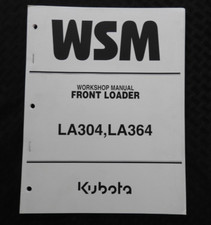 WSM
WORKSHOP MANUAL
FRONT LOADER
LA304,LA364
Kubota